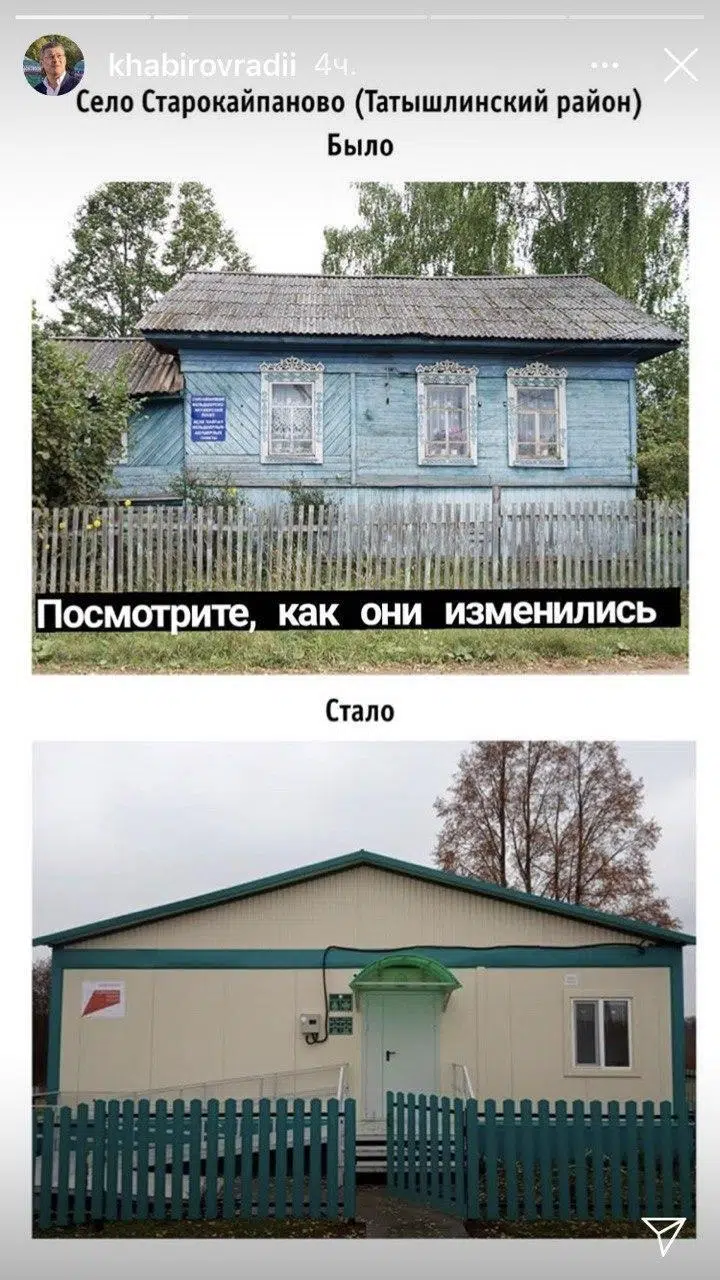 khabirovradii 4ч.
Село Старокайпаново (Татышлинский район)
Было
Посмотрите, как они изменились
Стало